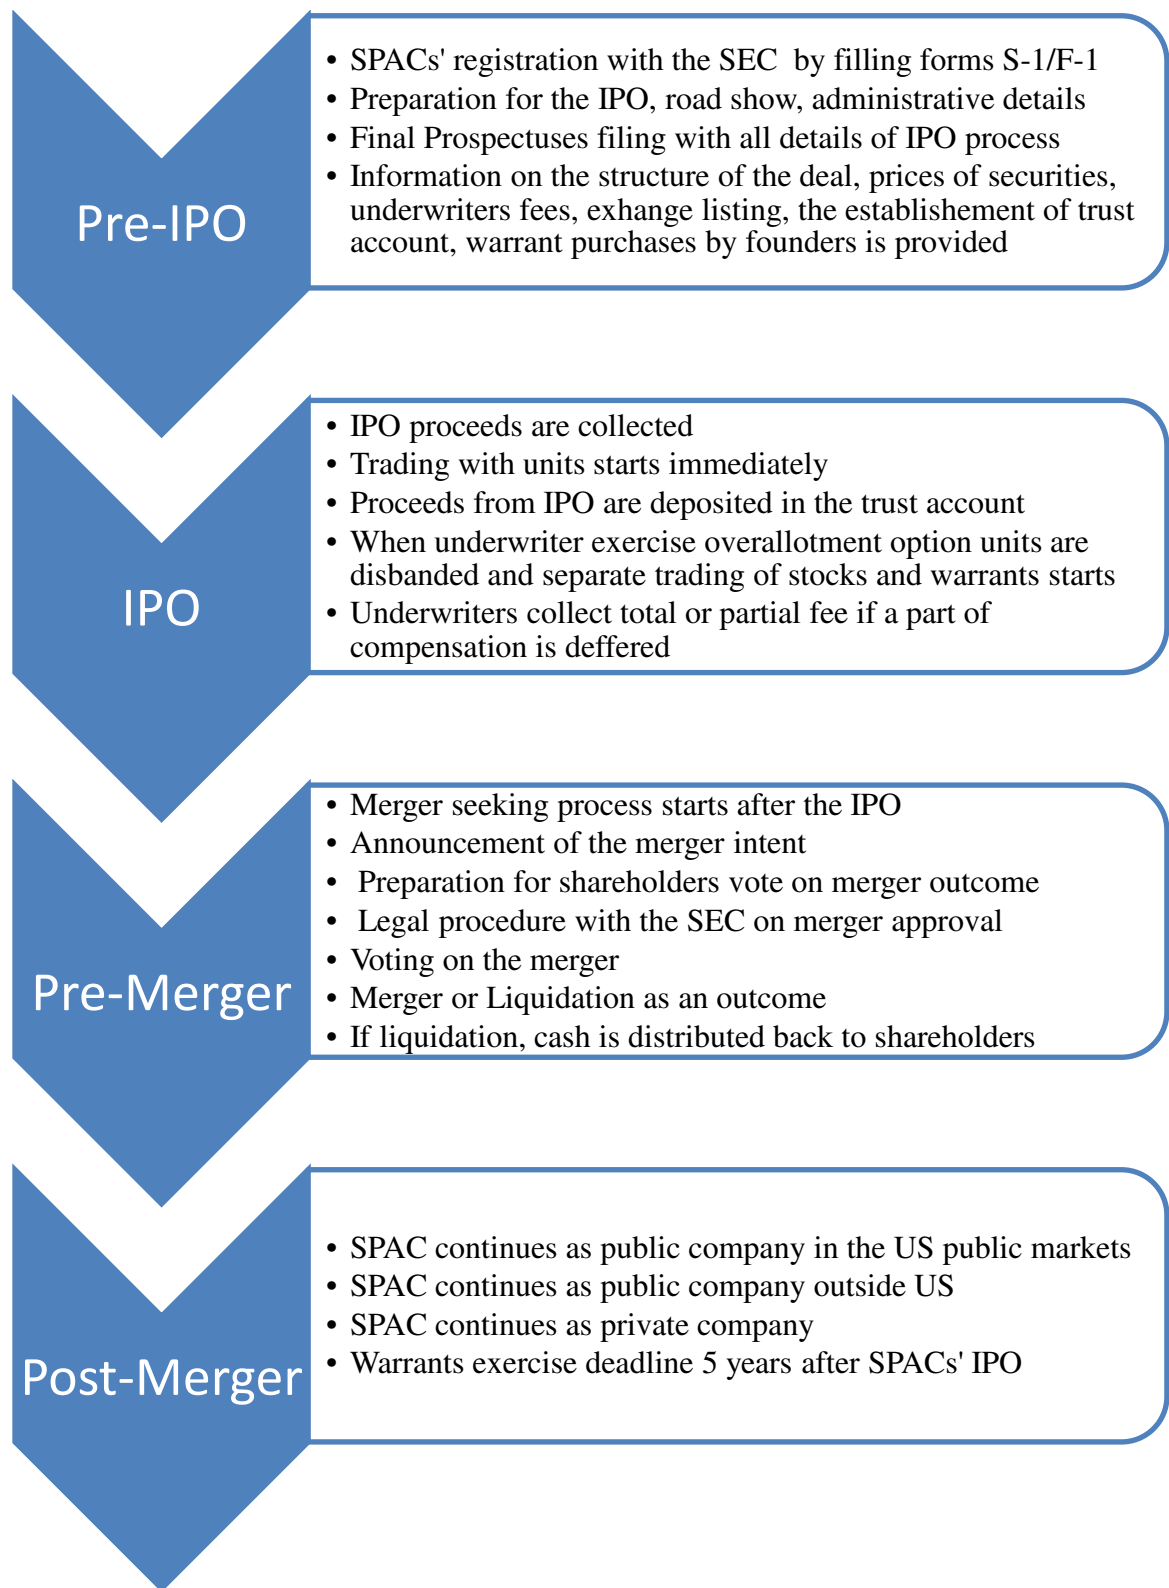 Pre-IPO
• SPACs' registration with the SEC  by filling forms S-1/F-1
• Preparation for the IPO, road show, administrative details
• Final Prospectuses filing with all details of IPO process
• Information on the structure of the deal, prices of securities,
underwriters fees, exhange listing, the establishement of trust
account, warrant purchases by founders is provided
IPO
• IPO proceeds are collected
• Trading with units starts immediately
• Proceeds from IPO are deposited in the trust account
• When underwriter exercise overallotment option units are
disbanded and separate trading of stocks and warrants starts
• Underwriters collect total or partial fee if a part of
compensation is deffered
Pre-Merger
• Merger seeking process starts after the IPO
• Announcement of the merger intent
• Preparation for shareholders vote on merger outcome
• Legal procedure with the SEC on merger approval
• Voting on the merger
• Merger or Liquidation as an outcome
• If liquidation, cash is distributed back to shareholders
Post-Merger
• SPAC continues as public company in the US public markets
• SPAC continues as public company outside US
• SPAC continues as private company
• Warrants exercise deadline 5 years after SPACs' IPO